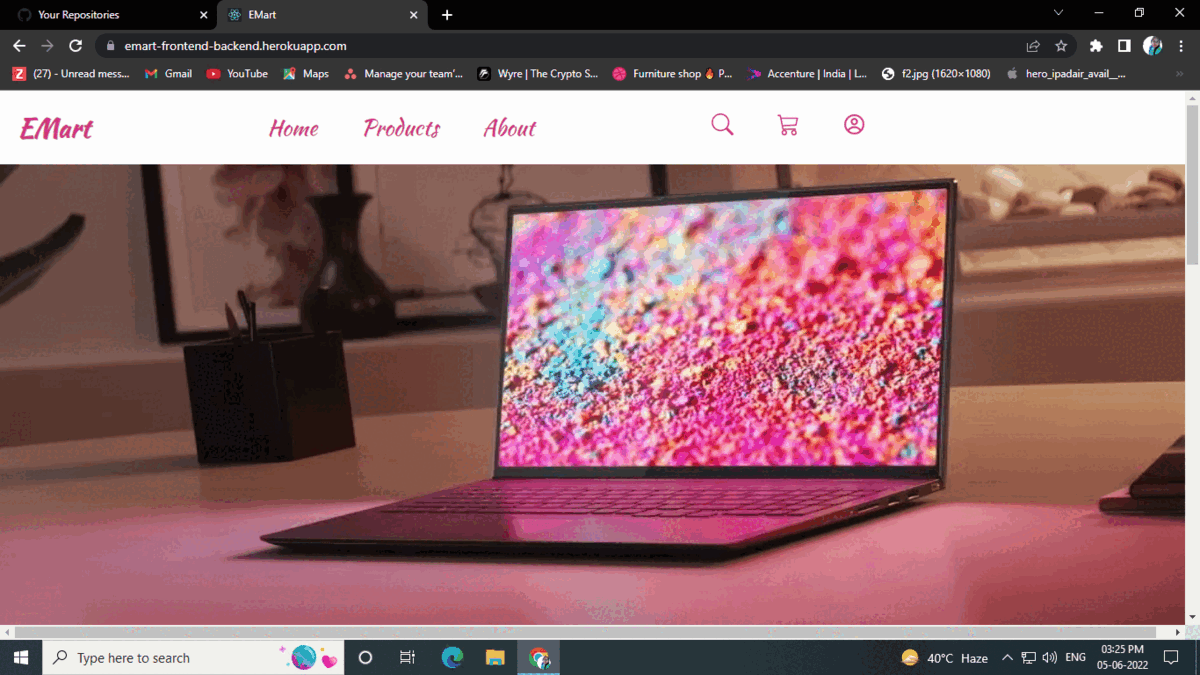 Your Repositories
EMart
emart-frontend-backend.herokuapp.com
(27) - Unread mess...
Gmail
YouTube
Maps
Manage your team'...
Wyre | The Crypto S...
Furniture shop 🔥 P...
Accenture | India | L...
f2.jpg (1620×1080)
hero_ipadair_avail__...
EMart
Home
Products
About
Type here to search
40°C Haze
ENG
03:25 PM
05-06-2022